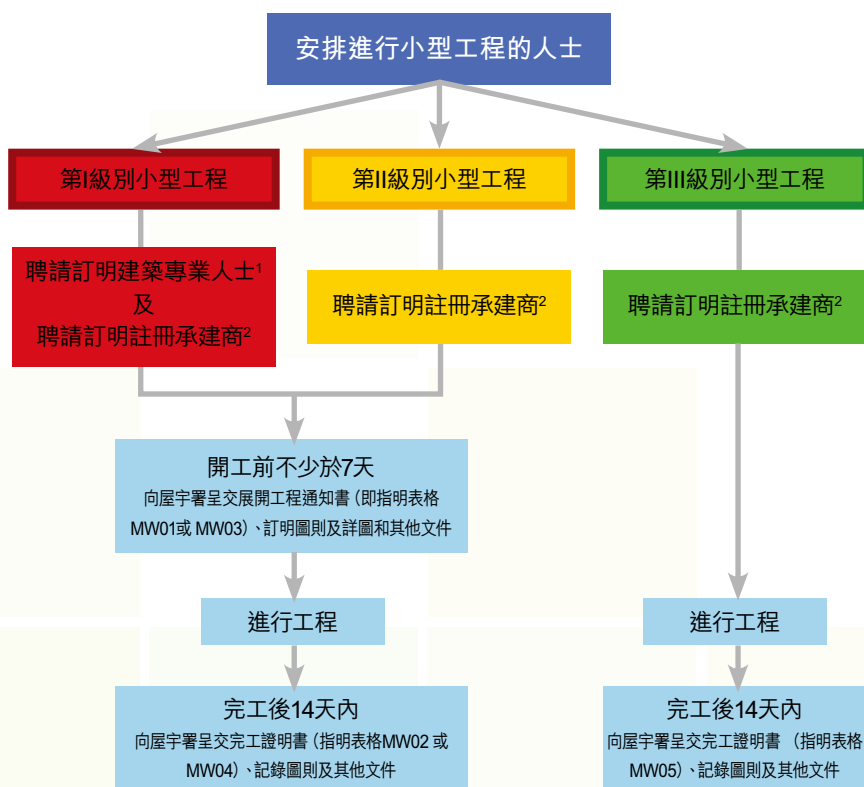 安排進行小型工程的人士
第I級別小型工程
第II級別小型工程
第III級別小型工程
聘請訂明建築專業人士¹
及
聘請訂明註冊承建商²
聘請訂明註冊承建商²
聘請訂明註冊承建商²
開工前不少於7天
向屋宇署呈交展開工程通知書（即指明表格
MW01或 MW03）、訂明圖則及詳圖和其他文件
進行工程
進行工程
完工後14天內
向屋宇署呈交完工證明書（指明表格MW02 或
MW04）、記錄圖則及其他文件
完工後14天內
向屋宇署呈交完工證明書 （指明表格
MW05）、記錄圖則及其他文件